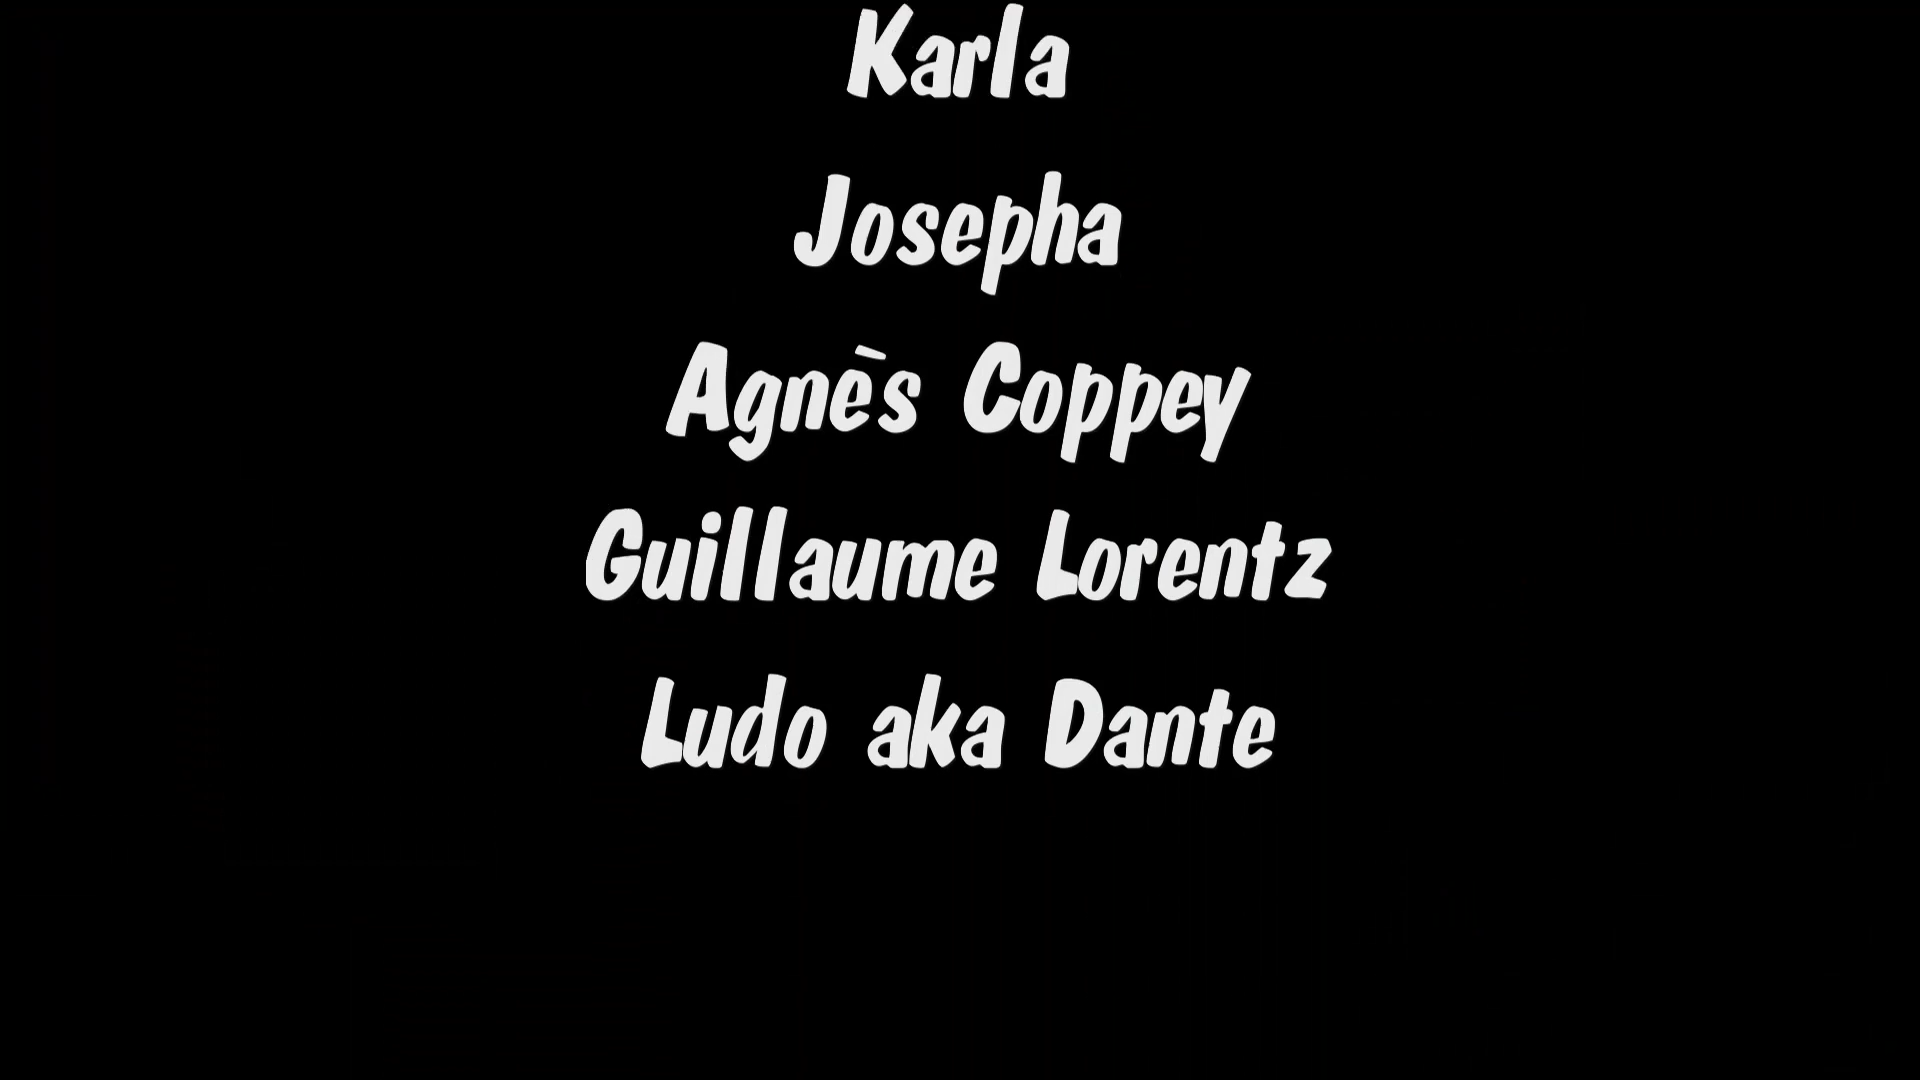 Karla
Josepha
Agnès Coppey
Guillaume Lorentz
Ludo aka Dante